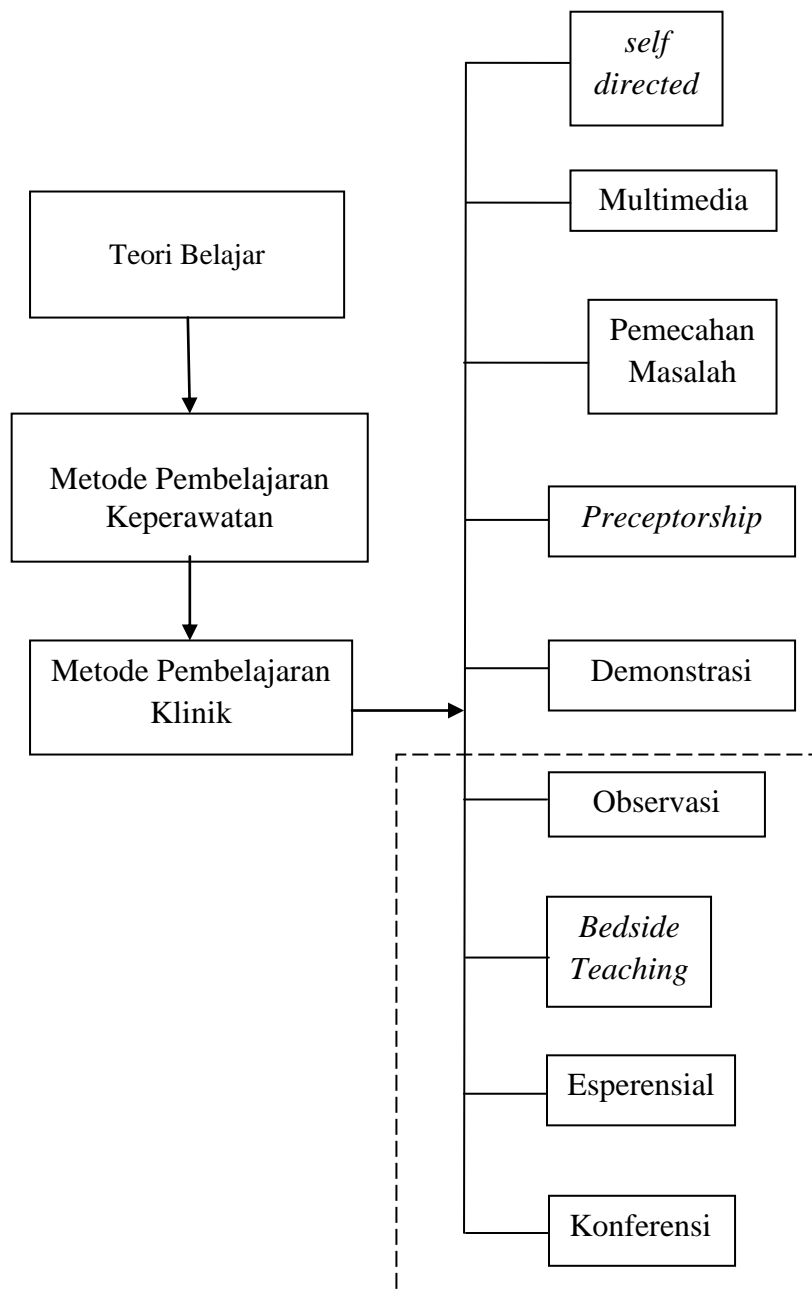 Teori Belajar
Metode Pembelajaran
Keperawatan
Metode Pembelajaran
Klinik
self
directed
Multimedia
Pemecahan
Masalah
Preceptorship
Demonstrasi
Observasi
Bedside
Teaching
Esperensial
Konferensi